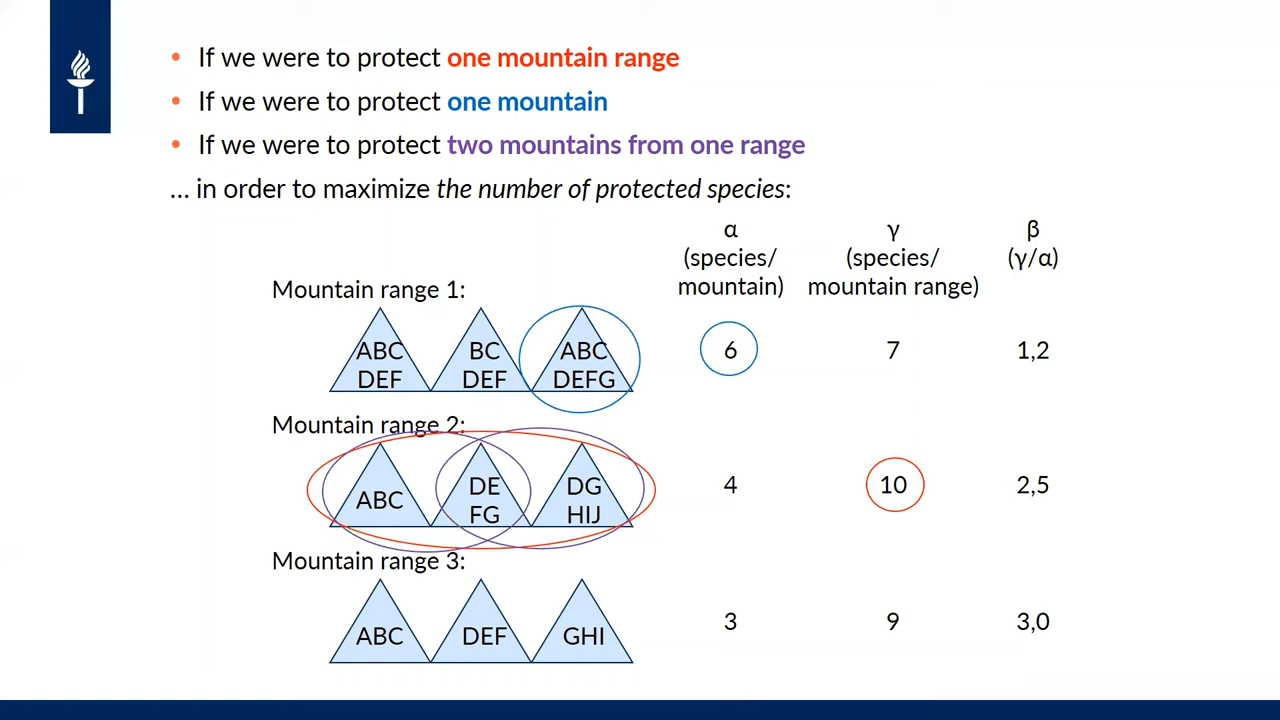 • If we were to protect one mountain range
• If we were to protect one mountain
• If we were to protect two mountains from one range
... in order to maximize the number of protected species:
α γ β
(species/ (species/ (γ/α)
mountain) mountain range)
Mountain range 1:
ABC BC ABC 6 7 1,2
DEF DEF DEFG
Mountain range 2:
ABC DE DG 4 10 2,5
FG HIJ
Mountain range 3:
ABC DEF GHI 3 9 3,0